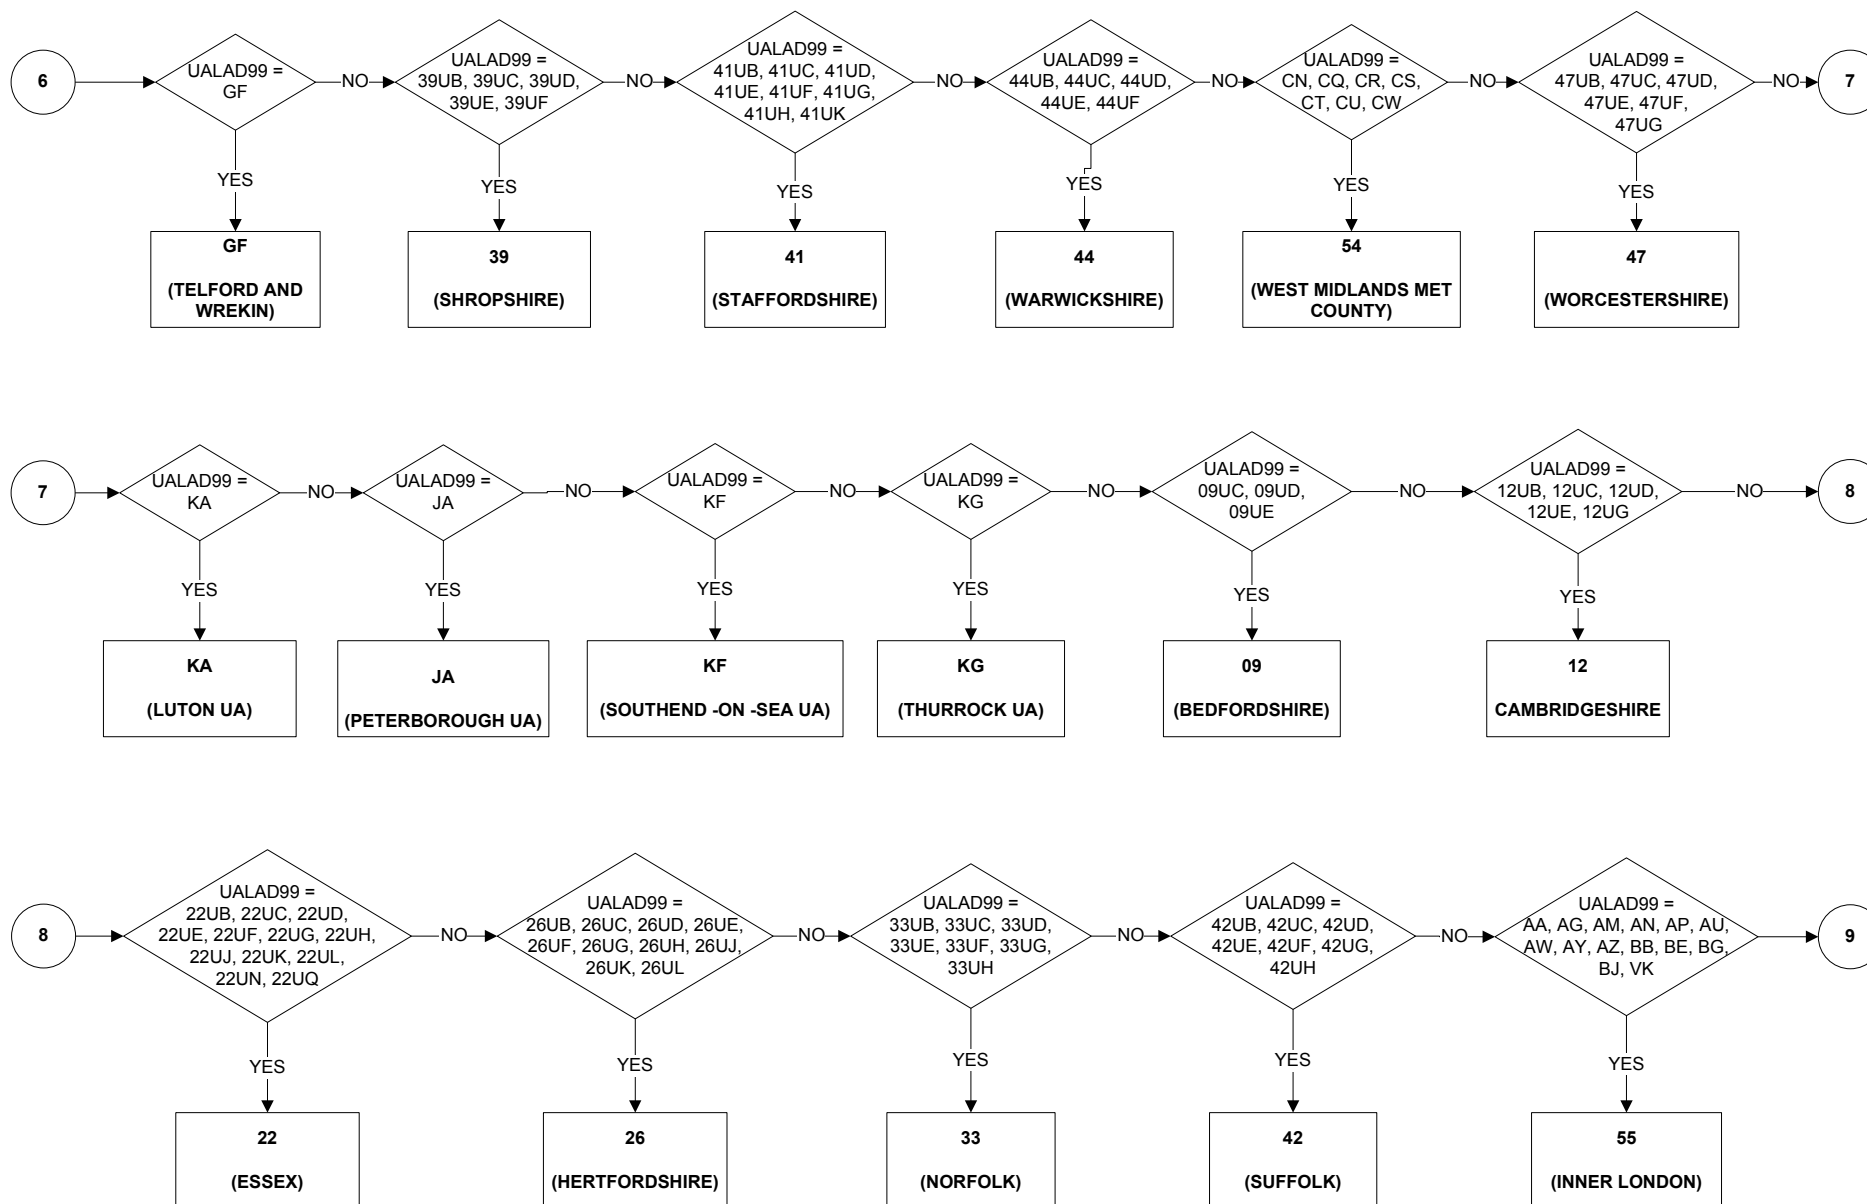 6
UALAD99 =
GF
NO
UALAD99 =
39UB, 39UC, 39UD,
39UE, 39UF
NO
UALAD99 =
41UB, 41UC, 41UD,
41UE, 41UF, 41UG,
41UH, 41UK
NO
UALAD99 =
44UB, 44UC, 44UD,
44UE, 44UF
NO
UALAD99 =
CN, CQ, CR, CS,
CT, CU, CW
NO
UALAD99 =
47UB, 47UC, 47UD,
47UE, 47UF,
47UG
NO
7
YES
YES
YES
YES
YES
YES
GF
(TELFORD AND
WREKIN)
39
(SHROPSHIRE)
41
(STAFFORDSHIRE)
44
(WARWICKSHIRE)
54
(WEST MIDLANDS MET
COUNTY)
47
(WORCESTERSHIRE)
7
UALAD99 =
KA
NO
UALAD99 =
JA
NO
UALAD99 =
KF
NO
UALAD99 =
KG
NO
UALAD99 =
09UC, 09UD,
09UE
NO
UALAD99 =
12UB, 12UC, 12UD,
12UE, 12UG
NO
8
YES
YES
YES
YES
YES
YES
KA
(LUTON UA)
JA
(PETERBOROUGH UA)
KF
(SOUTHEND -ON -SEA UA)
KG
(THURROCK UA)
09
(BEDFORDSHIRE)
12
CAMBRIDGESHIRE
8
UALAD99 =
22UB, 22UC, 22UD,
22UE, 22UF, 22UG, 22UH,
22UJ, 22UK, 22UL,
22UN, 22UQ
NO
UALAD99 =
26UB, 26UC, 26UD, 26UE,
26UF, 26UG, 26UH, 26UJ,
26UK, 26UL
NO
UALAD99 =
33UB, 33UC, 33UD,
33UE, 33UF, 33UG,
33UH
NO
UALAD99 =
42UB, 42UC, 42UD,
42UE, 42UF, 42UG,
42UH
NO
UALAD99 =
AA, AG, AM, AN, AP, AU,
AW, AY, AZ, BB, BE, BG,
BJ, VK
9
YES
YES
YES
YES
YES
22
(ESSEX)
26
(HERTFORDSHIRE)
33
(NORFOLK)
42
(SUFFOLK)
55
(INNER LONDON)